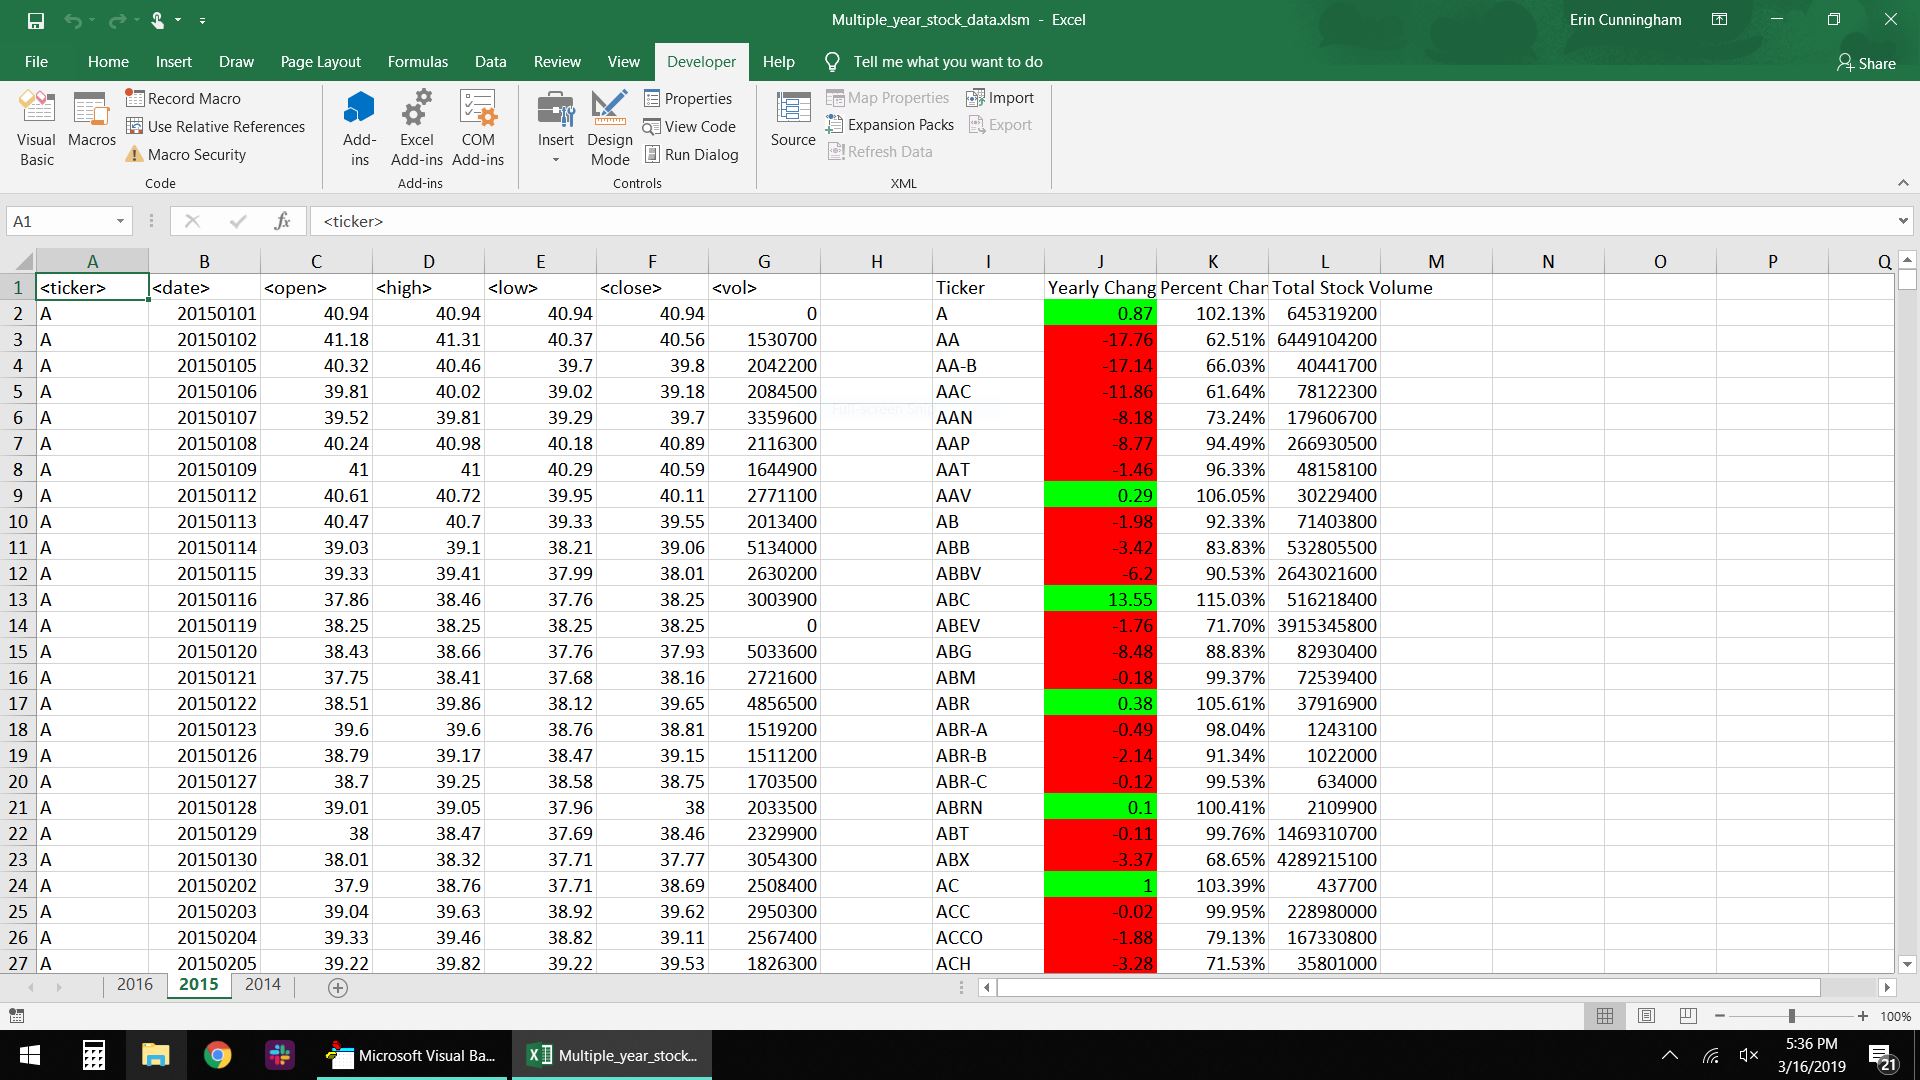 Multiple_year_stock_data.xlsm - Excel
Erin Cunningham
File Home Insert Draw Page Layout Formulas Data Review View Developer Help Tell me what you want to do Share
Visual Basic
Macros
Record Macro
Use Relative References
Macro Security
Code
Add-ins
Excel Add-ins
COM Add-ins
Add-ins
Insert
Design Mode
Properties
View Code
Run Dialog
Controls
Source
Map Properties
Expansion Packs
Refresh Data
Import
Export
XML
A1 fx <ticker>
A B C D E F G H I J K L M N O P Q
1 <ticker> <date> <open> <high> <low> <close> <vol> Ticker Yearly Chang Percent Chan Total Stock Volume
2 A 20150101 40.94 40.94 40.94 40.94 0 A 0.87 102.13% 645319200
3 A 20150102 41.18 41.31 40.37 40.56 1530700 AA -17.76 62.51% 6449104200
4 A 20150105 40.32 40.46 39.7 39.8 2042200 AA-B -17.14 66.03% 40441700
5 A 20150106 39.81 40.02 39.02 39.18 2084500 AAC -11.86 61.64% 78122300
6 A 20150107 39.52 39.81 39.29 39.7 3359600 AAN -8.18 73.24% 179606700
7 A 20150108 40.24 40.98 40.18 40.89 2116300 AAP -8.77 94.49% 266930500
8 A 20150109 41 41 40.29 40.59 1644900 AAT -1.46 96.33% 48158100
9 A 20150112 40.61 40.72 39.95 40.11 2771100 AAV 0.29 106.05% 30229400
10 A 20150113 40.47 40.7 39.33 39.55 2013400 AB -1.98 92.33% 71403800
11 A 20150114 39.03 39.1 38.21 39.06 5134000 ABB -3.42 83.83% 532805500
12 A 20150115 39.33 39.41 37.99 38.01 2630200 ABBV -6.2 90.53% 2643021600
13 A 20150116 37.86 38.46 37.76 38.25 3003900 ABC 13.55 115.03% 516218400
14 A 20150119 38.25 38.25 38.25 38.25 0 ABEV -1.76 71.70% 3915345800
15 A 20150120 38.43 38.66 37.76 37.93 5033600 ABG -8.48 88.83% 82930400
16 A 20150121 37.75 38.41 37.68 38.16 2721600 ABM -0.18 99.37% 72539400
17 A 20150122 38.51 39.86 38.12 39.65 4856500 ABR 0.38 105.61% 37916900
18 A 20150123 39.6 39.6 38.76 38.81 1519200 ABR-A -0.49 98.04% 1243100
19 A 20150126 38.79 39.17 38.47 39.15 1511200 ABR-B -2.14 91.34% 1022000
20 A 20150127 38.7 39.25 38.58 38.75 1703500 ABR-C -0.12 99.53% 634000
21 A 20150128 39.01 39.05 37.96 38 2033500 ABRN 0.1 100.41% 2109900
22 A 20150129 38 38.47 37.69 38.46 2329900 ABT -0.11 99.76% 1469310700
23 A 20150130 38.01 38.32 37.71 37.77 3054300 ABX -3.37 68.65% 4289215100
24 A 20150202 37.9 38.76 37.71 38.69 2508400 AC 1 103.39% 437700
25 A 20150203 39.04 39.63 38.92 39.62 2950300 ACC -0.02 99.95% 228980000
26 A 20150204 39.33 39.46 38.82 39.11 2567400 ACCO -1.88 79.13% 167330800
27 A 20150205 39.22 39.82 39.22 39.53 1826300 ACH -3.28 71.53% 35801000
2016 2015 2014
100%
Microsoft Visual Ba...
Multiple_year_stock...
5:36 PM
3/16/2019
21